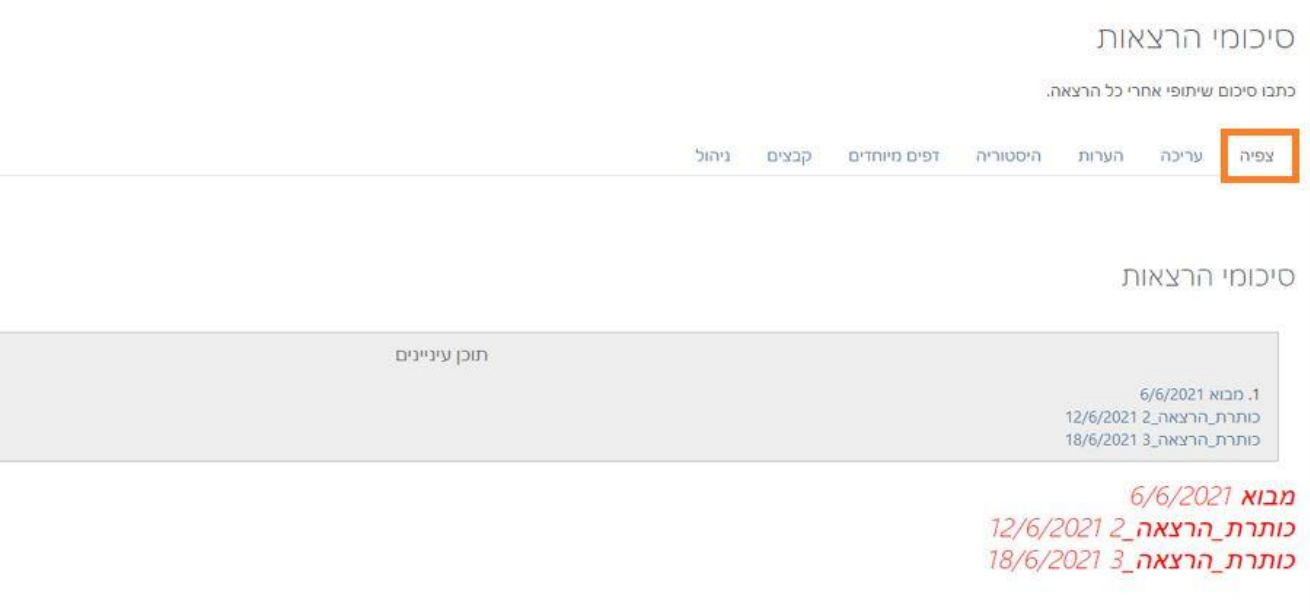 סיכומי הרצאות
כתבו סיכום שיתופי אחרי כל הרצאה.
צפיה עריכה הערות היסטוריה דפים מיוחדים קבצים ניהול
סיכומי הרצאות
תוכן עיניינים
1. מבוא 6/6/2021
כותרת_הרצאה_2 12/6/2021
כותרת_הרצאה_3 18/6/2021
מבוא 6/6/2021
כותרת_הרצאה_2 12/6/2021
כותרת_הרצאה_3 18/6/2021